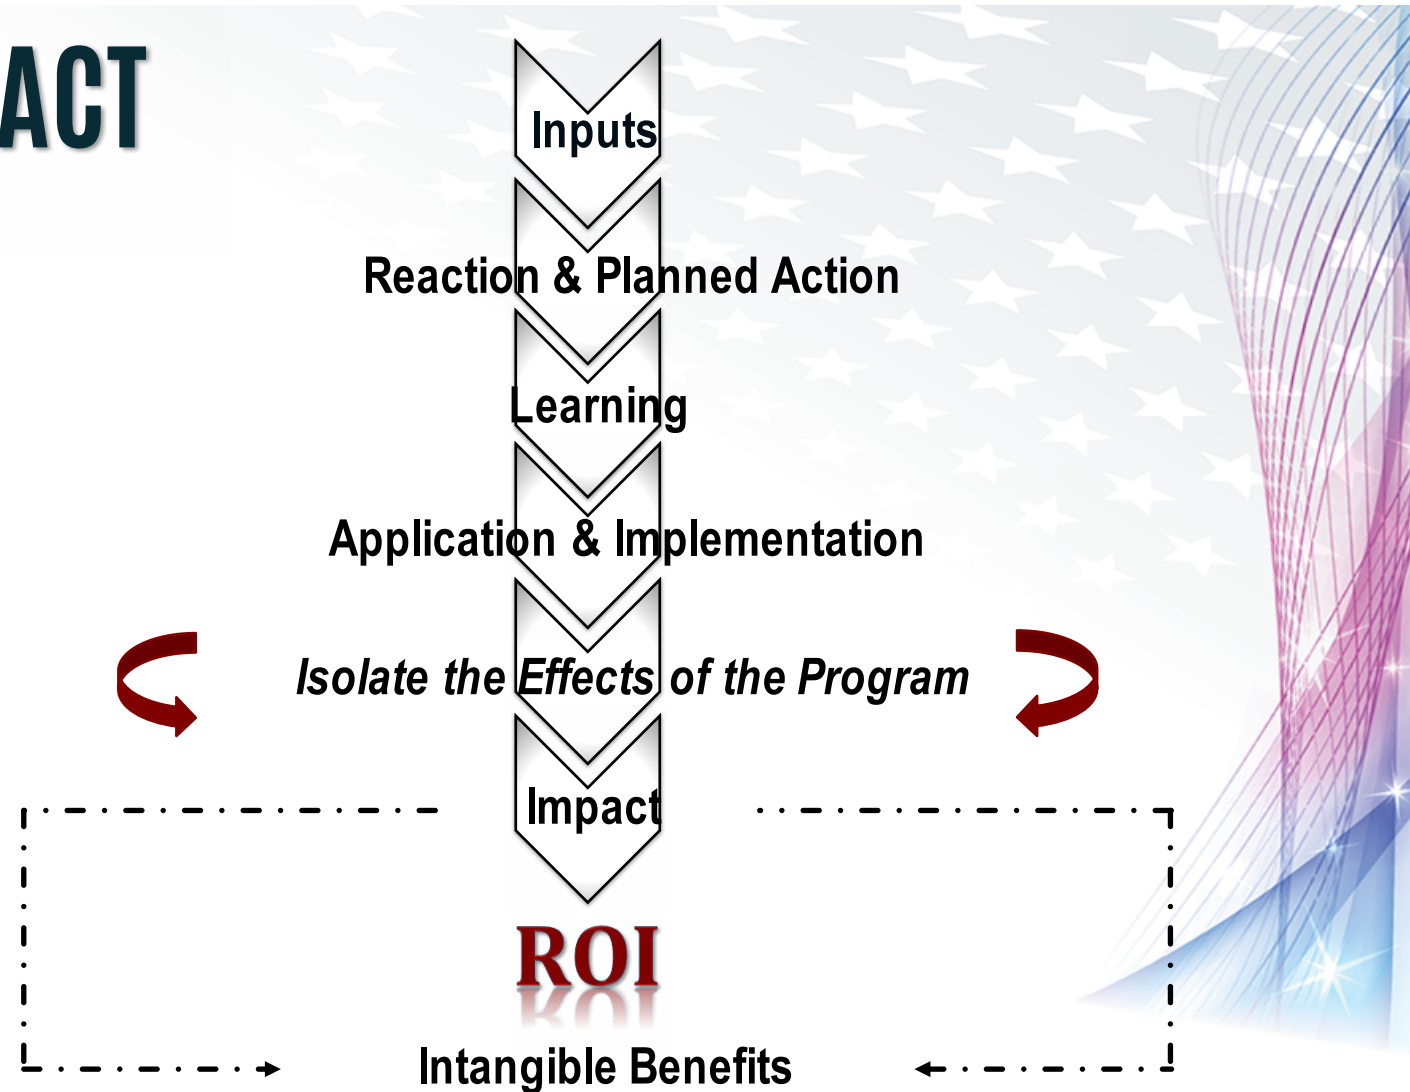 ACT
Inputs
Reaction & Planned Action
Learning
Application & Implementation
Isolate the Effects of the Program
Impact
ROI
Intangible Benefits